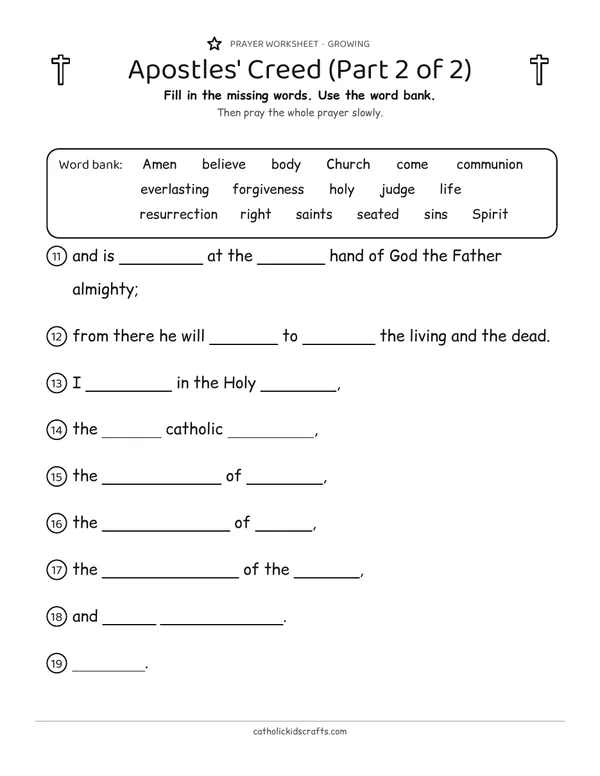 PRAYER WORKSHEET · GROWING
Apostles' Creed (Part 2 of 2)
Fill in the missing words. Use the word bank.
Then pray the whole prayer slowly.
Word bank: Amen believe body Church come communion
everlasting forgiveness holy judge life
resurrection right saints seated sins Spirit
11 and is _________ at the _______ hand of God the Father
almighty;
12 from there he will _______ to ________ the living and the dead.
13 I _________ in the Holy ________,
14 the _______ catholic __________,
15 the _____________ of ________,
16 the ______________ of ______,
17 the _______________ of the _______,
18 and ______ _____________.
19 ________.
catholickidscrafts.com